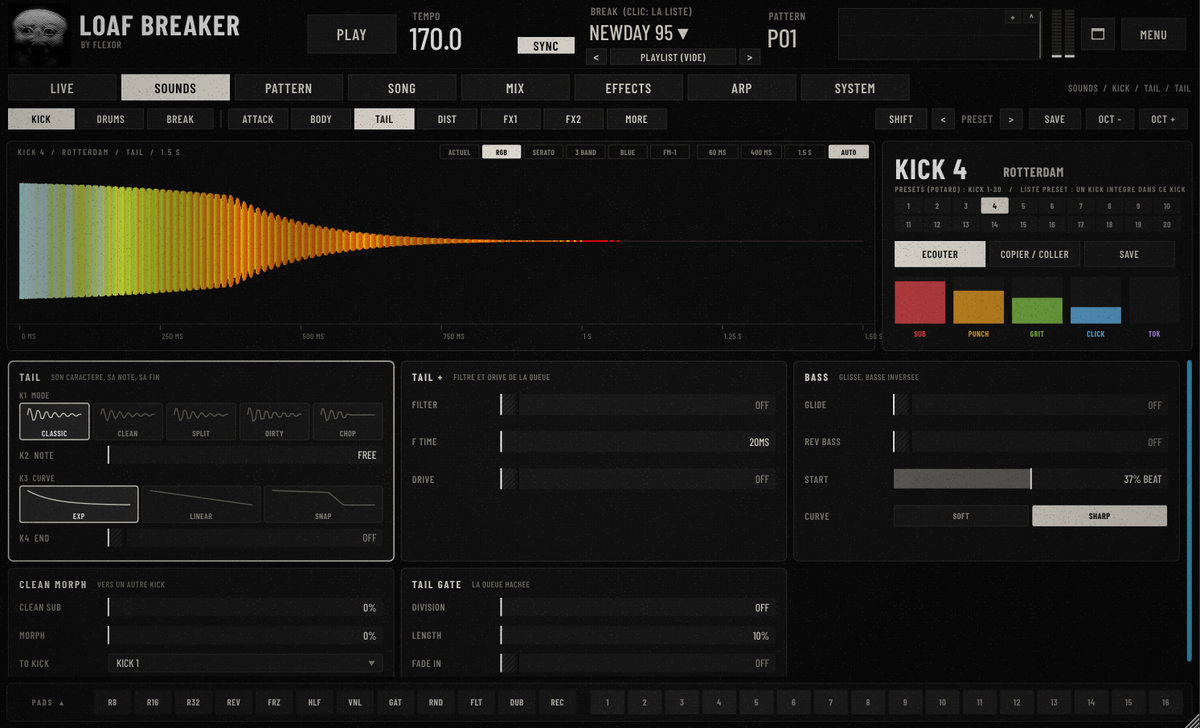 LOAF BREAKER
BY FLEXOR
PLAY
TEMPO
170.0
SYNC
BREAK (CLIC: LA LISTE)
NEWDAY 95 ▼
< PLAYLIST (VIDE) >
PATTERN
P01
+ ^
MENU
LIVE SOUNDS PATTERN SONG MIX EFFECTS ARP SYSTEM
SOUNDS / KICK / TAIL / TAIL
KICK DRUMS BREAK ATTACK BODY TAIL DIST FX1 FX2 MORE
SHIFT < PRESET > SAVE OCT - OCT +
KICK 4 / ROTTERDAM / TAIL / 1.5 S
ACTUEL RGB SERATO 3 BAND BLUE FM-1 60 MS 400 MS 1.5 S AUTO
0 MS 250 MS 500 MS 750 MS 1 S 1.25 S 1.50 S
KICK 4 ROTTERDAM
PRESETS (POTARD) : KICK 1-20 / LISTE PRESET : UN KICK INTEGRE DANS CE KICK
1 2 3 4 5 6 7 8 9 10
11 12 13 14 15 16 17 18 19 20
ECOUTER COPIER / COLLER SAVE
SUB PUNCH GRIT CLICK TOK
TAIL SON CARACTERE, SA NOTE, SA FIN
K1 MODE
CLASSIC CLEAN SPLIT DIRTY CHOP
K2 NOTE FREE
K3 CURVE
EXP LINEAR SNAP
K4 END OFF
TAIL + FILTRE ET DRIVE DE LA QUEUE
FILTER OFF
F TIME 20MS
DRIVE OFF
BASS GLISSE, BASSE INVERSEE
GLIDE OFF
REV BASS OFF
START 37% BEAT
CURVE SOFT SHARP
CLEAN MORPH VERS UN AUTRE KICK
CLEAN SUB 0%
MORPH 0%
TO KICK KICK 1 ▼
TAIL GATE LA QUEUE HACHEE
DIVISION OFF
LENGTH 10%
FADE IN OFF
PADS ▲ R8 R16 R32 REV FRZ HLF VNL GAT RND FLT DUB REC 1 2 3 4 5 6 7 8 9 10 11 12 13 14 15 16